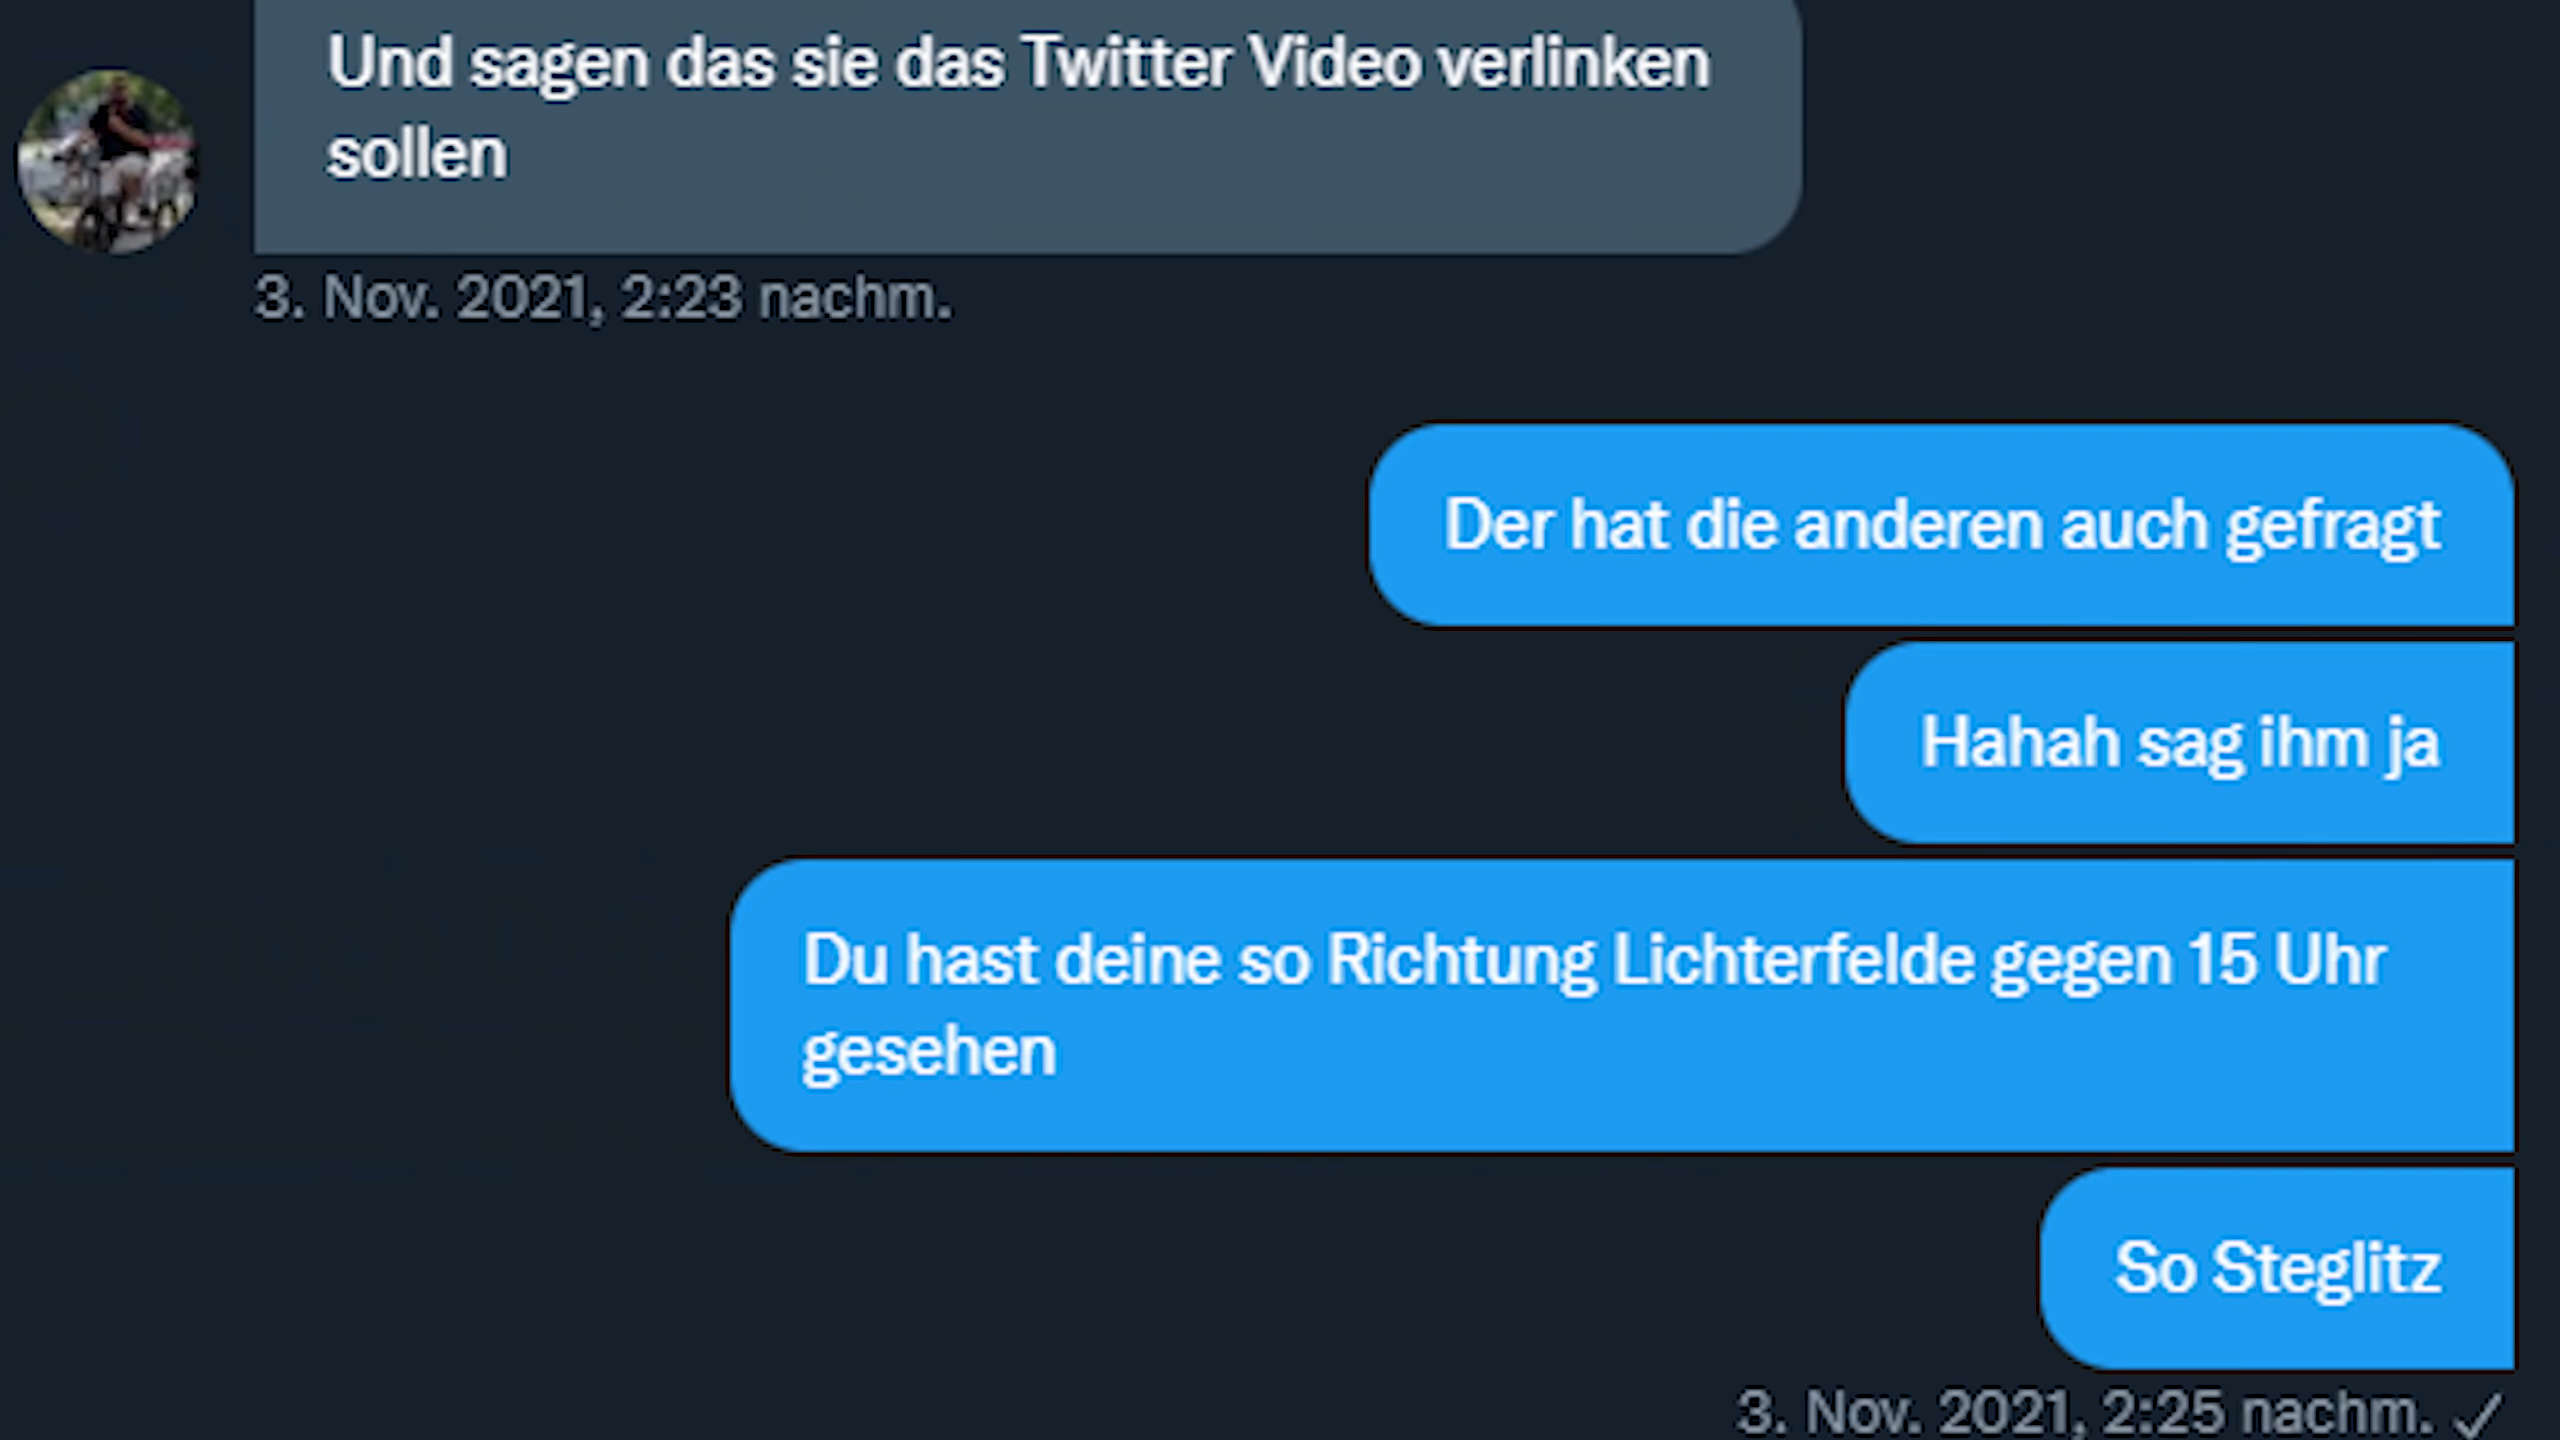 Und sagen das sie das Twitter Video verlinken
sollen
3. Nov. 2021, 2:23 nachm.
Der hat die anderen auch gefragt
Hahah sag ihm ja
Du hast deine so Richtung Lichterfelde gegen 15 Uhr
gesehen
So Steglitz
3. Nov. 2021, 2:25 nachm. ✓